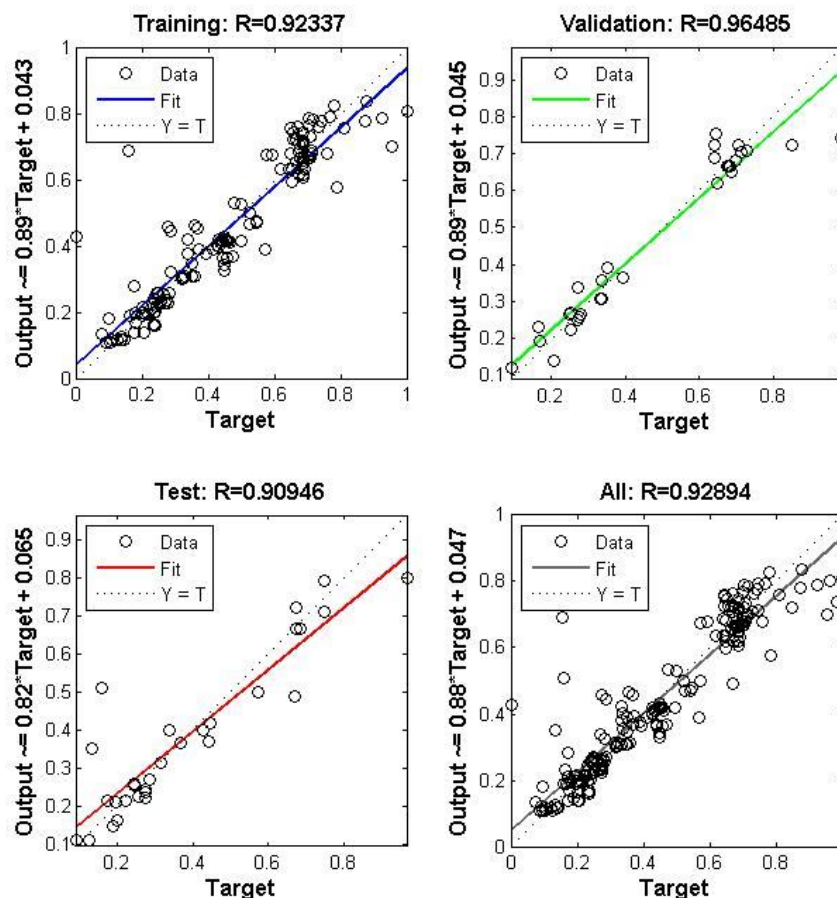 Training: R=0.92337
Output ~= 0.89*Target + 0.043
1
0.8
0.6
0.4
0.2
0
Data
Fit
Y = T
0
0.2
0.4
0.6
0.8
1
Target
Validation: R=0.96485
Output ~= 0.89*Target + 0.045
0.9
0.8
0.7
0.6
0.5
0.4
0.3
0.2
0.1
Data
Fit
Y = T
0.2
0.4
0.6
0.8
Target
Test: R=0.90946
Output ~= 0.82*Target + 0.065
0.9
0.8
0.7
0.6
0.5
0.4
0.3
0.2
0.1
Data
Fit
Y = T
0.2
0.4
0.6
0.8
Target
All: R=0.92894
Output ~= 0.88*Target + 0.047
1
0.8
0.6
0.4
0.2
0
Data
Fit
Y = T
0
0.2
0.4
0.6
0.8
Target